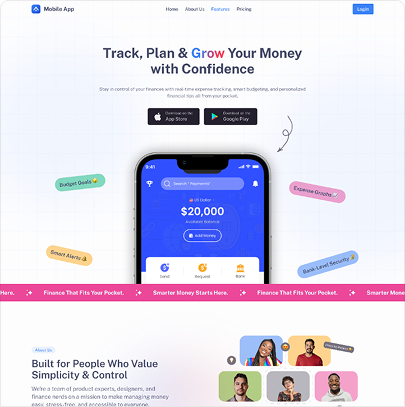 Mobile App
Home About Us Features Pricing
Login
Track, Plan & Grow Your Money
with Confidence
Stay in control of your finances with real-time expense tracking, smart budgeting, and personalized
financial tips all from your pocket.
Download on the
App Store
Download on the
Google Play
9:41
Budget Goals
Search "Payments"
Expense Graphs
US Dollar
$20,000
Available Balance
Add Money
Smart Alerts
Bank-Level Security
Send Request Bank
Here. Finance That Fits Your Pocket. Smarter Money Starts Here. Finance That Fits Your Pocket. Smarter Money
About Us
Built for People Who Value
Simplicity & Control
We're a team of product experts, designers, and
finance nerds on a mission to make managing money
easy, stress-free, and accessible to everyone.